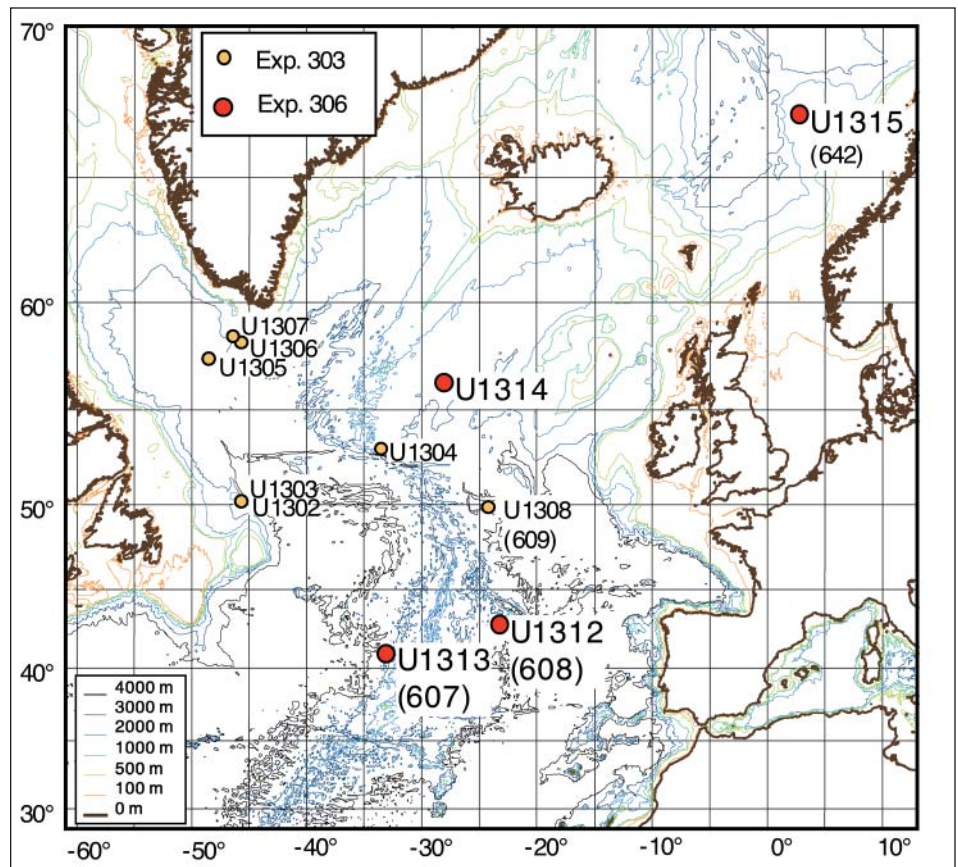 70°
Exp. 303
Exp. 306
U1315
(642)
60°
U1307
U1306
U1305
U1314
U1304
50°
U1303
U1302
U1308
(609)
U1312
(608)
U1313
(607)
40°
4000 m
3000 m
2000 m
1000 m
500 m
100 m
0 m
30°
-60° -50° -40° -30° -20° -10° 0° 10°